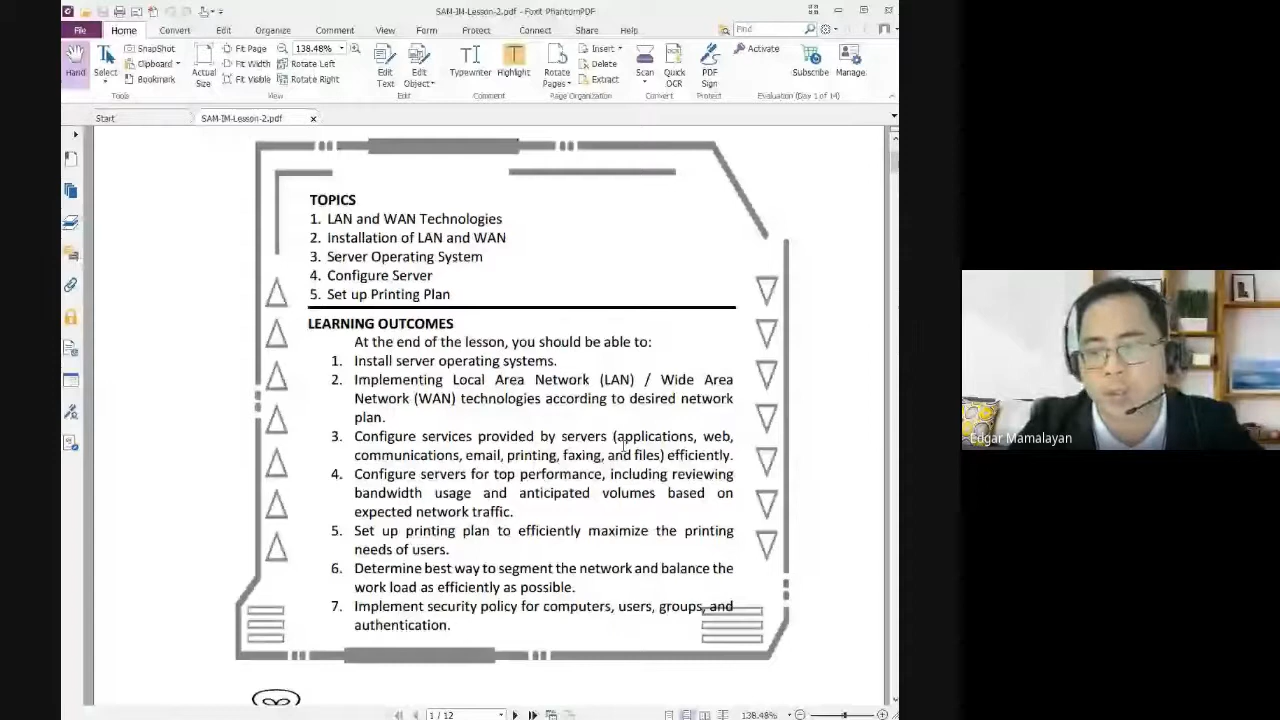 SAM-IM-Lesson-2.pdf - Foxit PhantomPDF
File Home Convert Edit Organize Comment View Form Protect Connect Share Help Find
Hand
Select
SnapShot
Clipboard
Bookmark
Actual Size
Fit Page
Fit Width
Fit Visible
138.48%
Rotate Left
Rotate Right
Edit Text
Edit Object
Typewriter
Highlight
Rotate Pages
Insert
Delete
Extract
Scan
Quick OCR
PDF Sign
Activate
Subscribe
Manage
Tools View Edit Comment Page Organization Convert Protect Evaluation (Day 1 of 14)
Start SAM-IM-Lesson-2.pdf
TOPICS
1. LAN and WAN Technologies
2. Installation of LAN and WAN
3. Server Operating System
4. Configure Server
5. Set up Printing Plan
LEARNING OUTCOMES
At the end of the lesson, you should be able to:
1. Install server operating systems.
2. Implementing Local Area Network (LAN) / Wide Area
Network (WAN) technologies according to desired network
plan.
3. Configure services provided by servers (applications, web,
communications, email, printing, faxing, and files) efficiently.
4. Configure servers for top performance, including reviewing
bandwidth usage and anticipated volumes based on
expected network traffic.
5. Set up printing plan to efficiently maximize the printing
needs of users.
6. Determine best way to segment the network and balance the
work load as efficiently as possible.
7. Implement security policy for computers, users, groups, and
authentication.
1 / 12
138.48%
Edgar Mamalayan